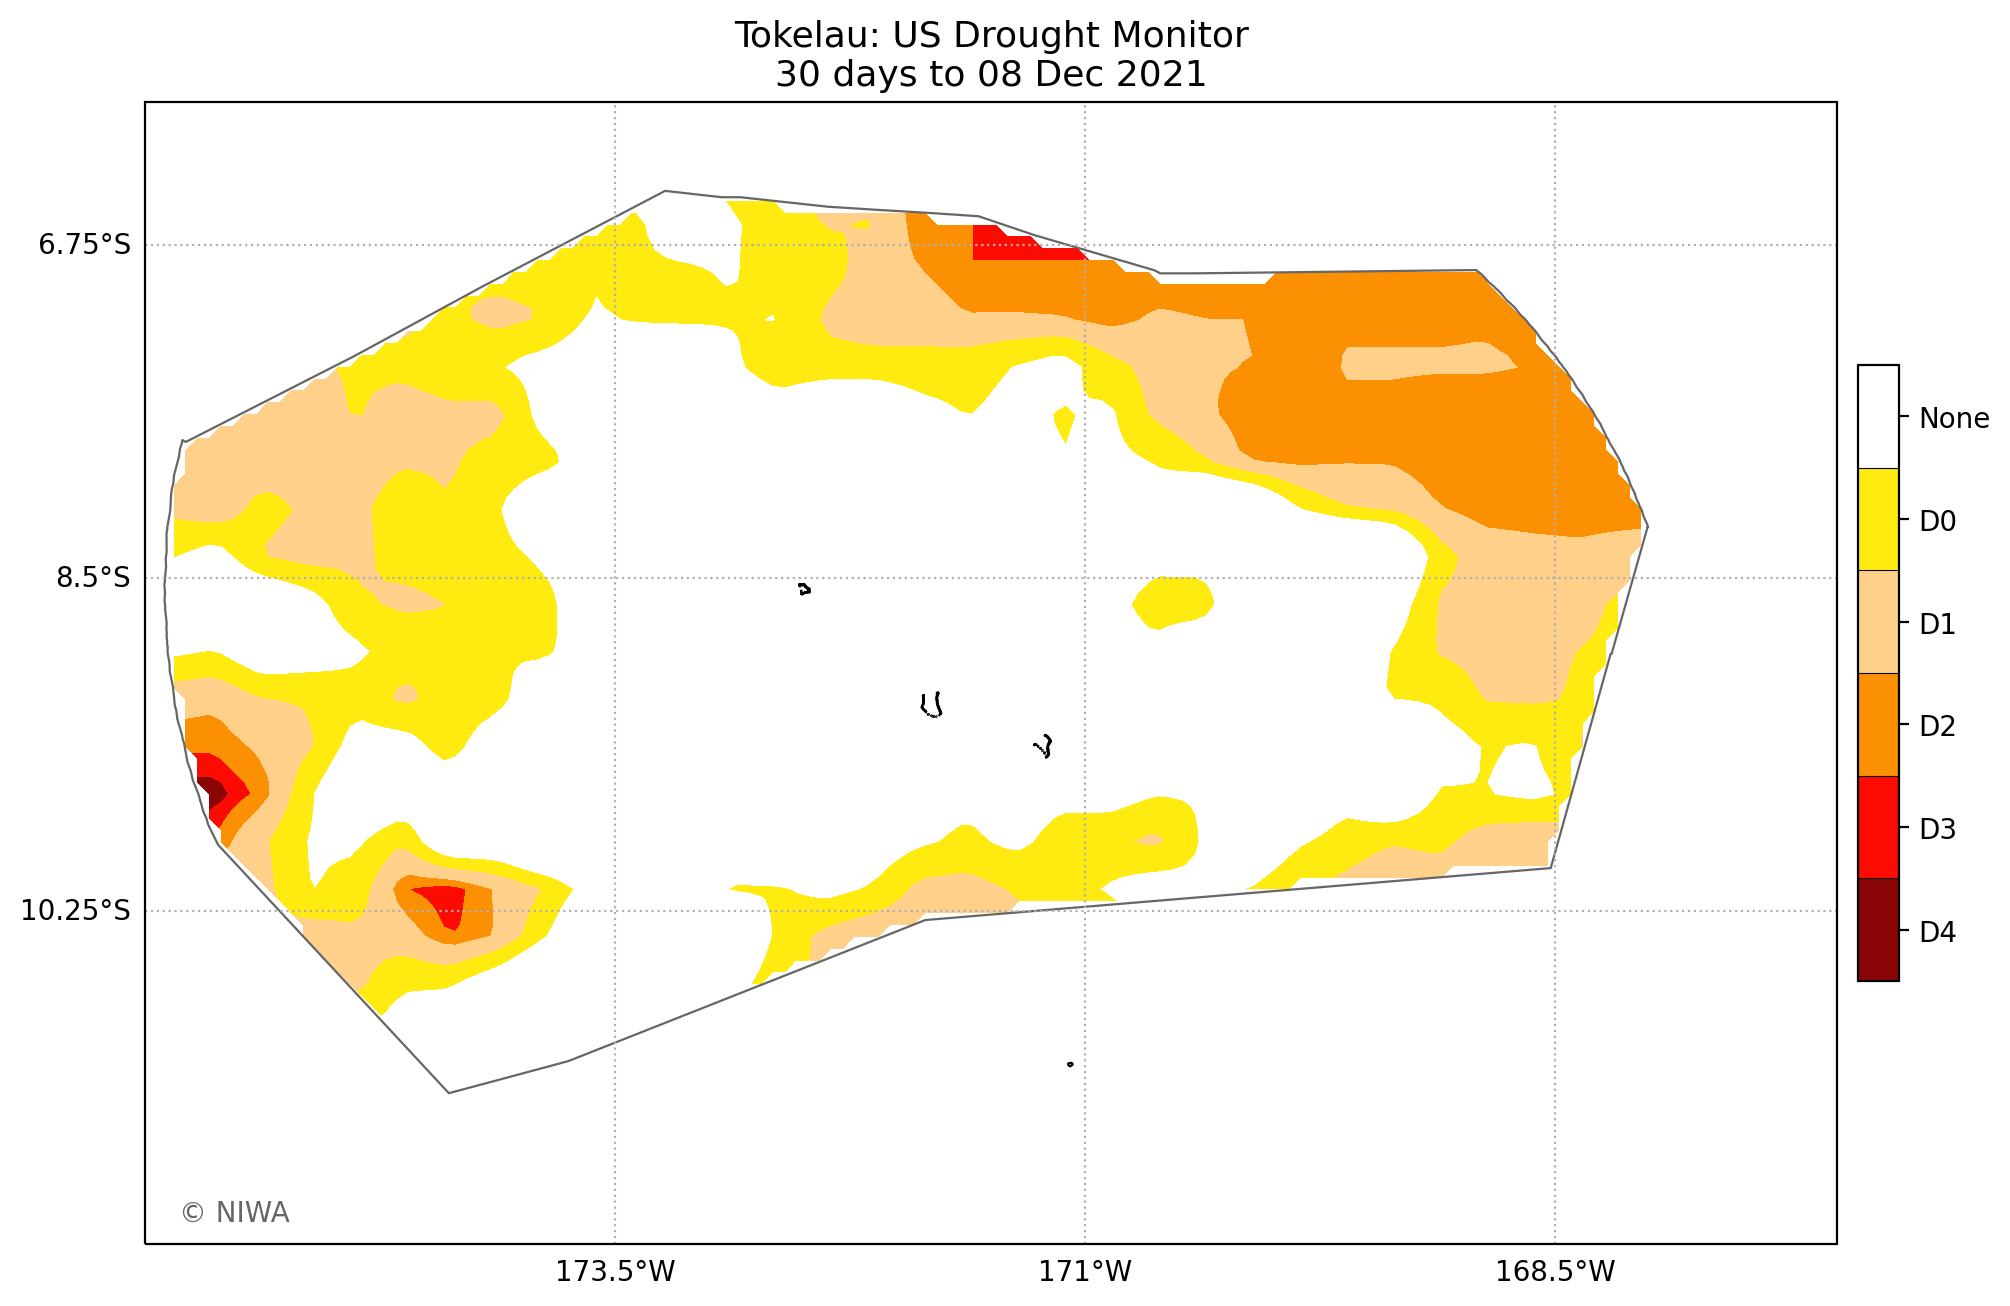 Tokelau: US Drought Monitor
30 days to 08 Dec 2021
6.75°S
8.5°S
10.25°S
173.5°W
171°W
168.5°W
None
D0
D1
D2
D3
D4
© NIWA